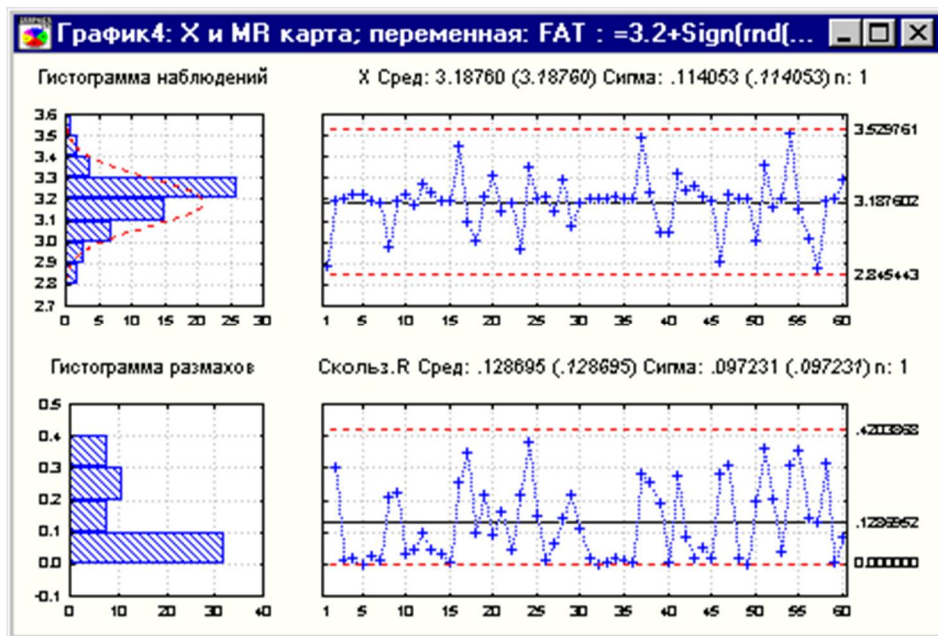 График4: X и MR карта; переменная: FAT : =3.2+Sign(rnd(...
Гистограмма наблюдений
X Сред: 3.18760 (3.18760) Сигма: .114053 (.114053) n: 1
3.6
3.5
3.4
3.3
3.2
3.1
3.0
2.9
2.8
2.7
0 5 10 15 20 25 30
3.529761
3.187602
2.845443
1 5 10 15 20 25 30 35 40 45 50 55 60
Гистограмма размахов
Скольз.R Сред: .128695 (.128695) Сигма: .097231 (.097231) n: 1
0.5
0.4
0.3
0.2
0.1
0.0
-0.1
0 10 20 30 40
.1286952
0.000000
1 5 10 15 20 25 30 35 40 45 50 55 60